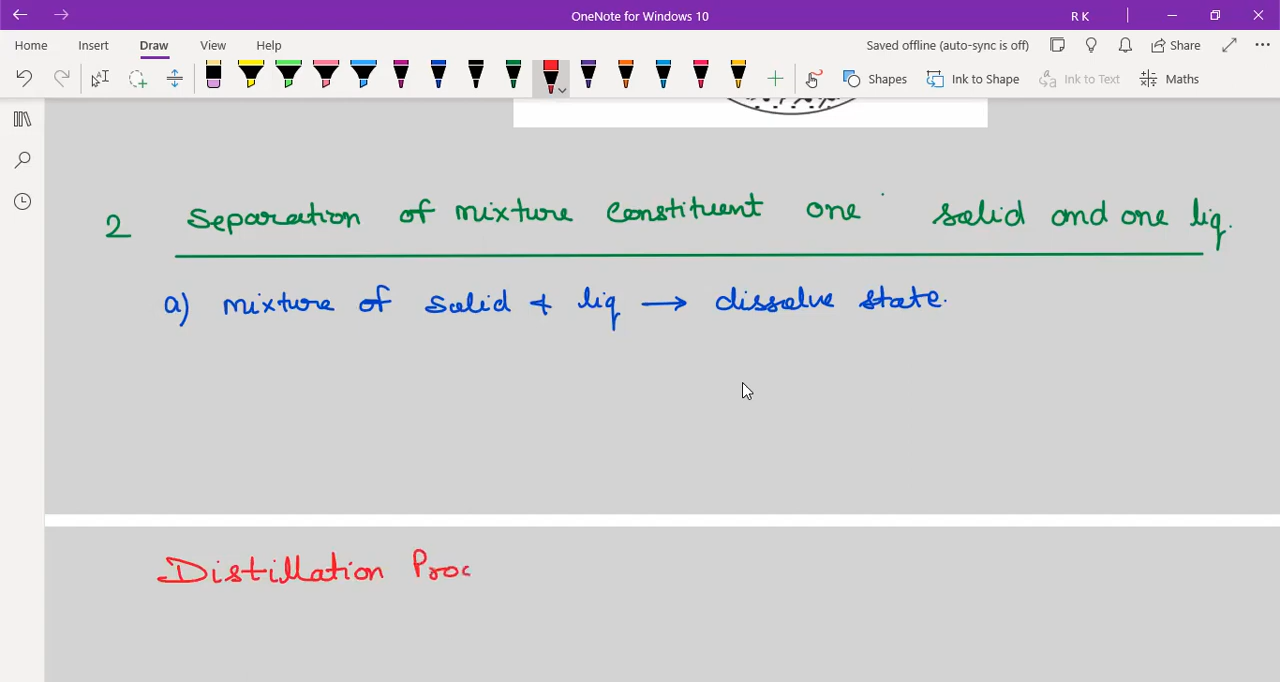 OneNote for Windows 10
R K
Home Insert Draw View Help
Saved offline (auto-sync is off) Share
Shapes Ink to Shape Ink to Text Maths
2 Separation of mixture constituent one solid and one liq.
a) mixture of solid + liq → dissolve state.
Distillation Proc